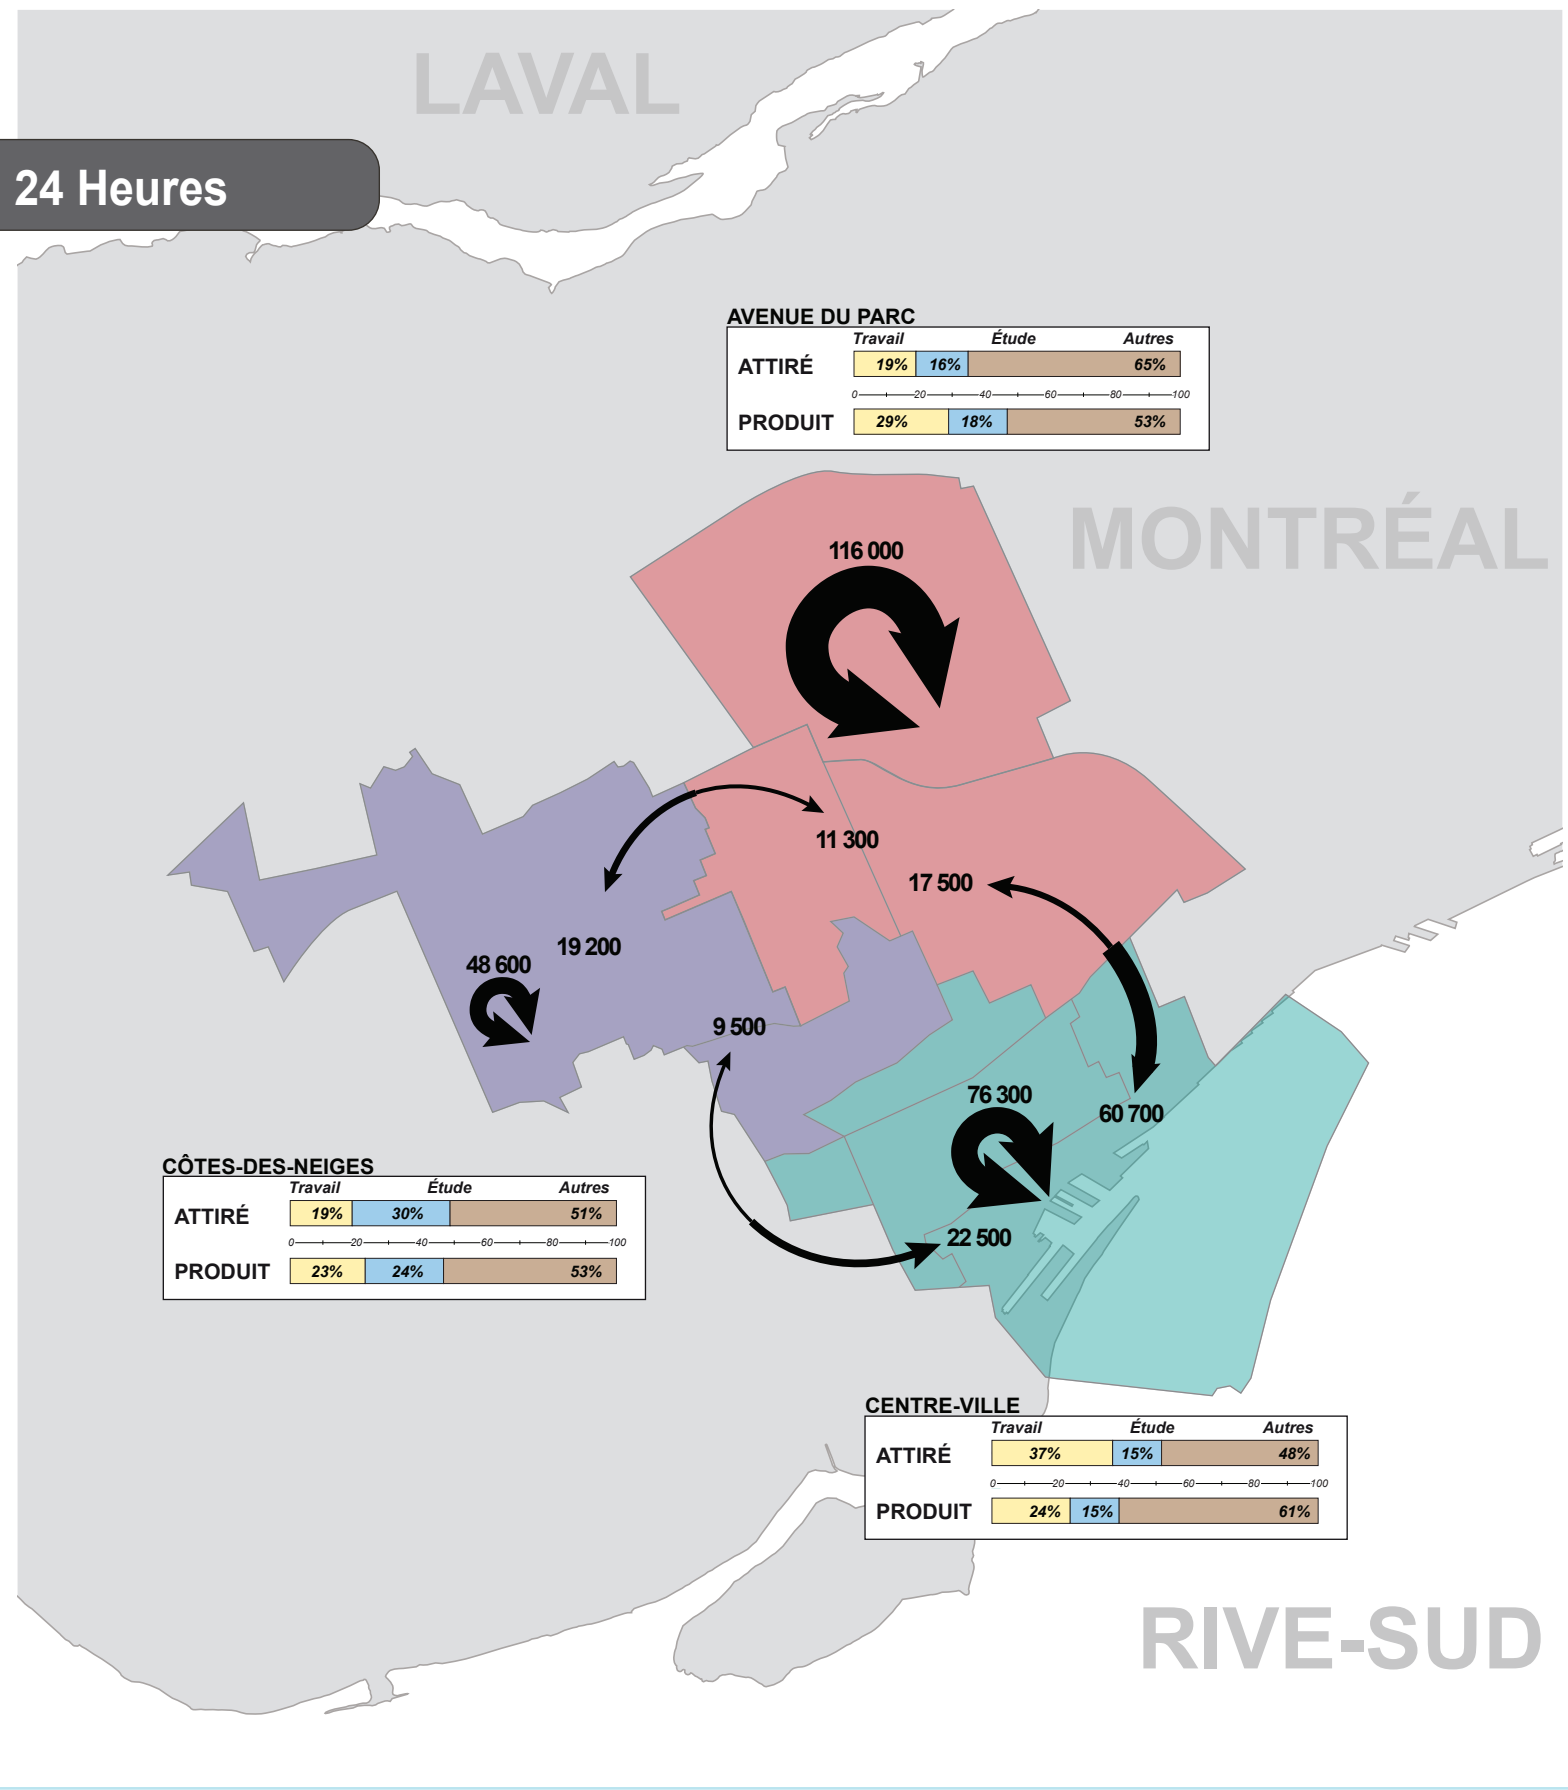 LAVAL
24 Heures
AVENUE DU PARC
Travail Étude Autres
ATTIRÉ 19% 16% 65%
0 20 40 60 80 100
PRODUIT 29% 18% 53%
MONTRÉAL
116 000
11 300
17 500
19 200
48 600
9 500
76 300
60 700
22 500
CÔTES-DES-NEIGES
Travail Étude Autres
ATTIRÉ 19% 30% 51%
0 20 40 60 80 100
PRODUIT 23% 24% 53%
CENTRE-VILLE
Travail Étude Autres
ATTIRÉ 37% 15% 48%
0 20 40 60 80 100
PRODUIT 24% 15% 61%
RIVE-SUD